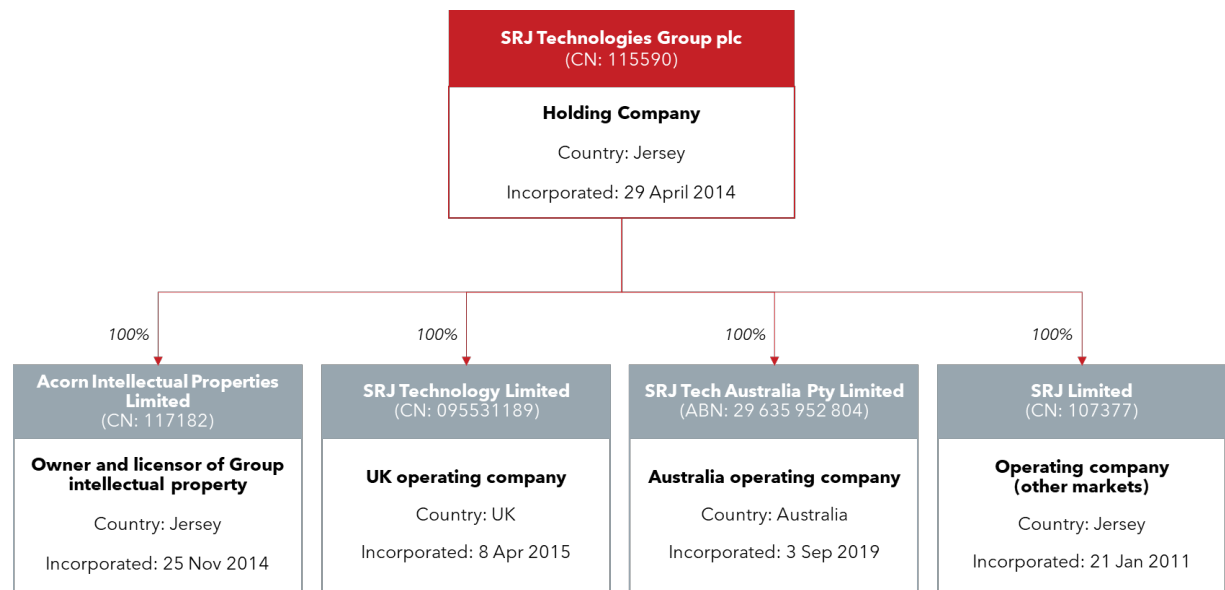 SRJ Technologies Group plc
(CN: 115590)
Holding Company
Country: Jersey
Incorporated: 29 April 2014
100%
100%
100%
100%
Acorn Intellectual Properties
Limited
(CN: 117182)
Owner and licensor of Group
intellectual property
Country: Jersey
Incorporated: 25 Nov 2014
SRJ Technology Limited
(CN: 095531189)
UK operating company
Country: UK
Incorporated: 8 Apr 2015
SRJ Tech Australia Pty Limited
(ABN: 29 635 952 804)
Australia operating company
Country: Australia
Incorporated: 3 Sep 2019
SRJ Limited
(CN: 107377)
Operating company
(other markets)
Country: Jersey
Incorporated: 21 Jan 2011